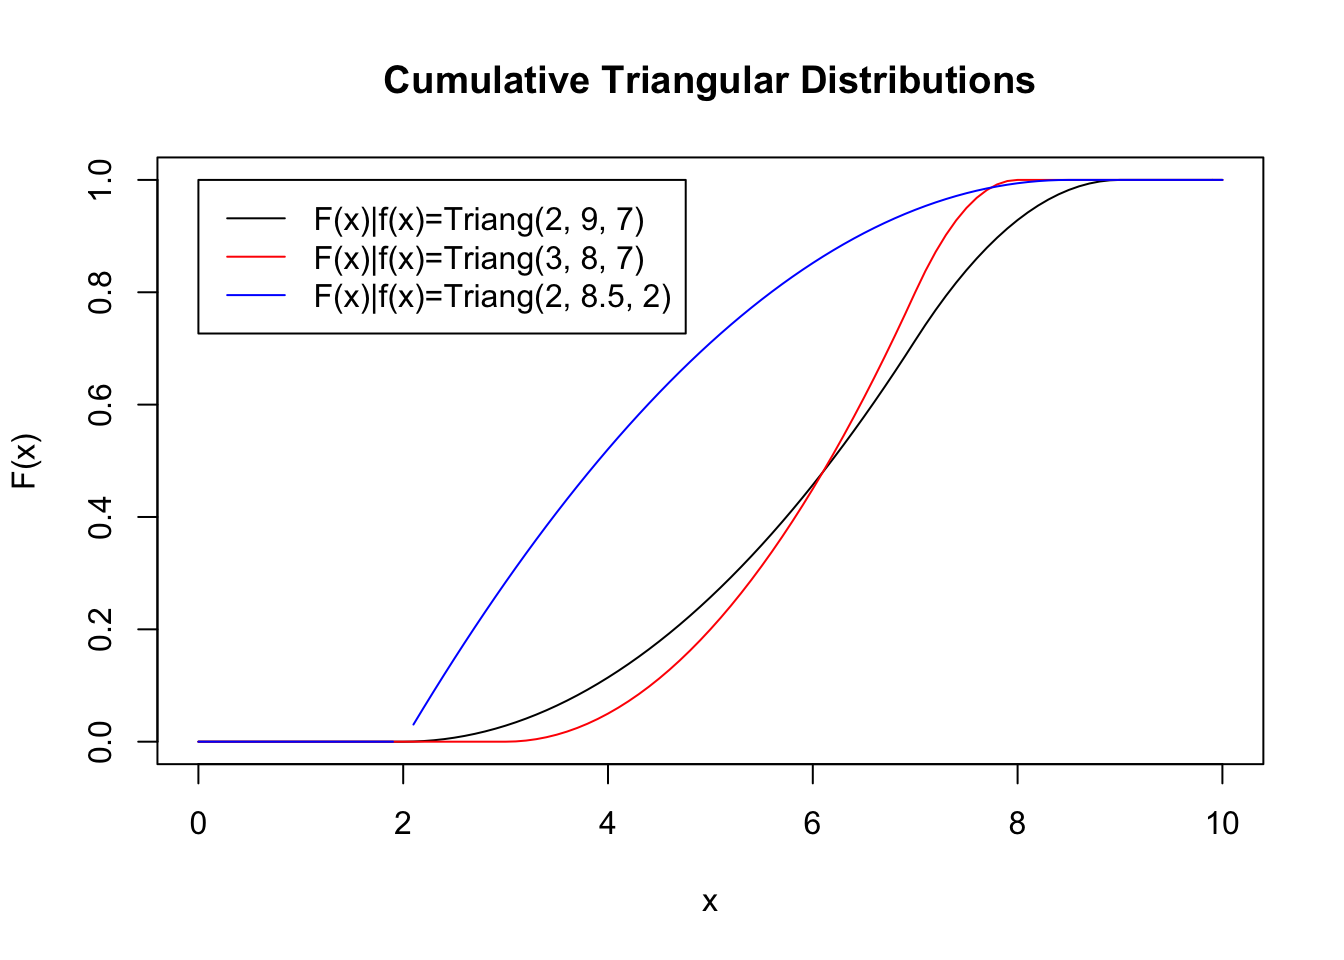 Cumulative Triangular Distributions
F(x)|f(x)=Triang(2, 9, 7)
F(x)|f(x)=Triang(3, 8, 7)
F(x)|f(x)=Triang(2, 8.5, 2)
1.0
0.8
0.6
0.4
0.2
0.0
F(x)
0 2 4 6 8 10
x